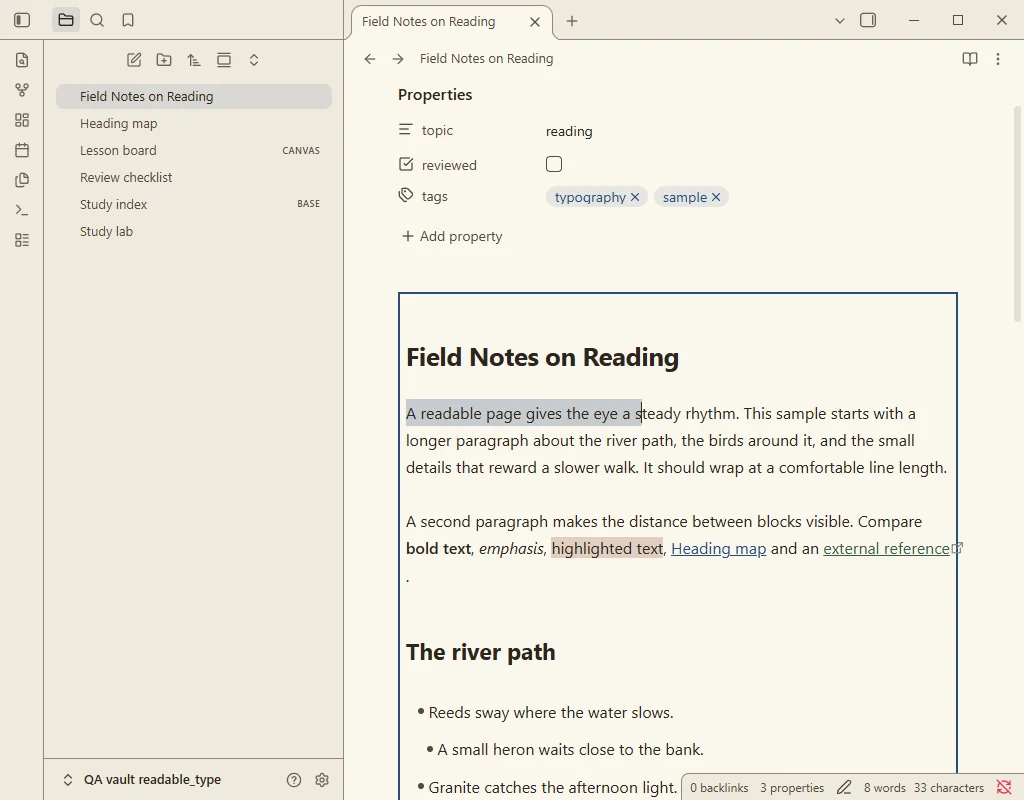 Field Notes on Reading
Field Notes on Reading
Field Notes on Reading
Heading map
Lesson board
CANVAS
Review checklist
Study index
BASE
Study lab
QA vault readable_type
Properties
topic
reading
reviewed
tags
typography
sample
Add property
Field Notes on Reading
A readable page gives the eye a steady rhythm. This sample starts with a
longer paragraph about the river path, the birds around it, and the small
details that reward a slower walk. It should wrap at a comfortable line length.
A second paragraph makes the distance between blocks visible. Compare
bold text, emphasis, highlighted text, Heading map and an external reference
.
The river path
Reeds sway where the water slows.
A small heron waits close to the bank.
Granite catches the afternoon light.
0 backlinks 3 properties 8 words 33 characters